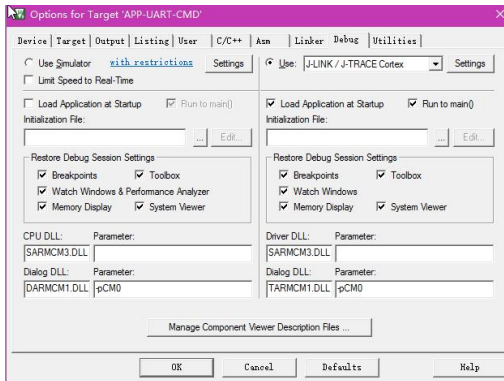 Options for Target 'APP-UART-CMD'
Device Target Output Listing User C/C++ Asm Linker Debug Utilities
Use Simulator with restrictions Settings
Use: J-LINK / J-TRACE Cortex Settings
Limit Speed to Real-Time
Load Application at Startup Run to main()
Load Application at Startup Run to main()
Initialization File:
Initialization File:
... Edit...
... Edit...
Restore Debug Session Settings
Restore Debug Session Settings
Breakpoints Toolbox
Breakpoints Toolbox
Watch Windows & Performance Analyzer
Watch Windows
Memory Display System Viewer
Memory Display System Viewer
CPU DLL: Parameter:
Driver DLL: Parameter:
SARMCM3.DLL
SARMCM3.DLL
Dialog DLL: Parameter:
Dialog DLL: Parameter:
DARMCM1.DLL -pCM0
TARMCM1.DLL -pCM0
Manage Component Viewer Description Files ...
OK Cancel Defaults Help